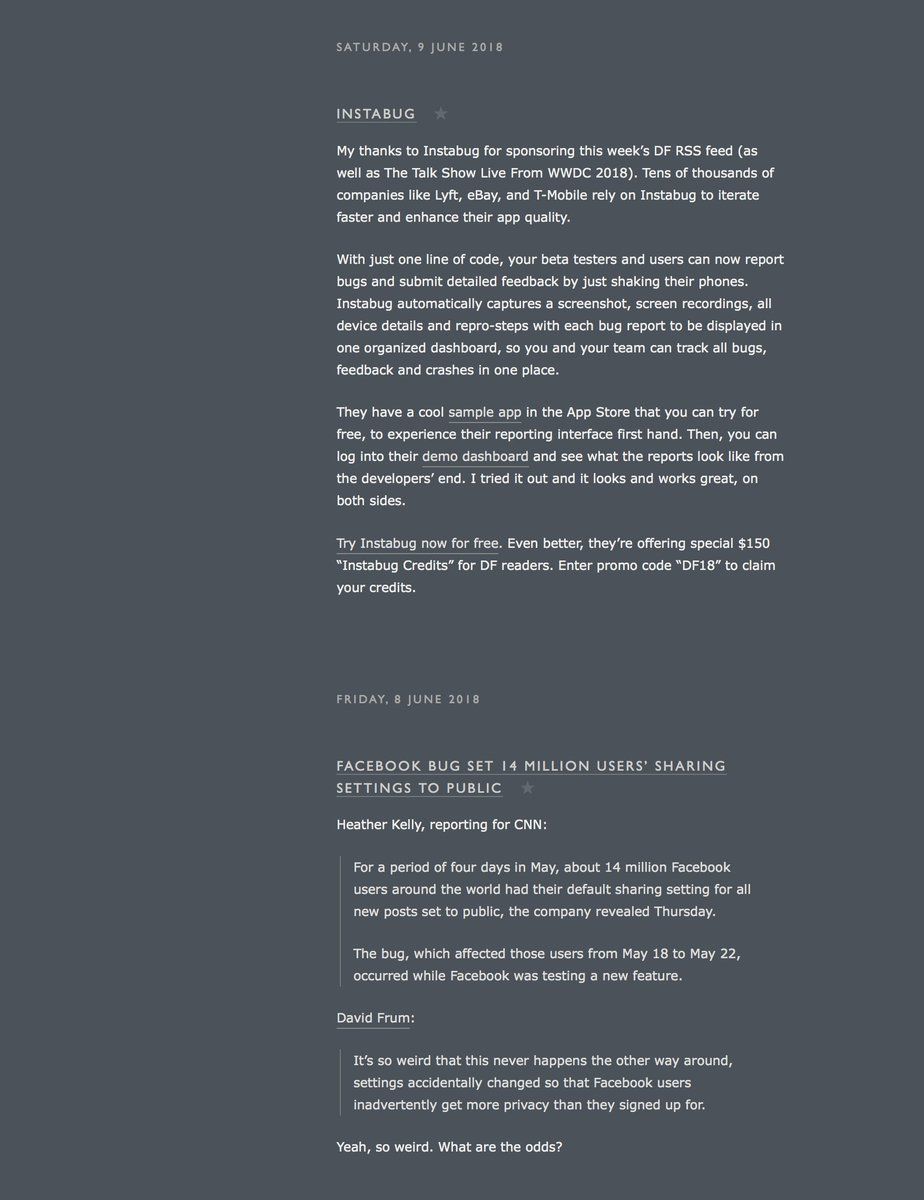 SATURDAY, 9 JUNE 2018
INSTABUG ★
My thanks to Instabug for sponsoring this week’s DF RSS feed (as
well as The Talk Show Live From WWDC 2018). Tens of thousands of
companies like Lyft, eBay, and T-Mobile rely on Instabug to iterate
faster and enhance their app quality.
With just one line of code, your beta testers and users can now report
bugs and submit detailed feedback by just shaking their phones.
Instabug automatically captures a screenshot, screen recordings, all
device details and repro-steps with each bug report to be displayed in
one organized dashboard, so you and your team can track all bugs,
feedback and crashes in one place.
They have a cool sample app in the App Store that you can try for
free, to experience their reporting interface first hand. Then, you can
log into their demo dashboard and see what the reports look like from
the developers’ end. I tried it out and it looks and works great, on
both sides.
Try Instabug now for free. Even better, they’re offering special $150
“Instabug Credits” for DF readers. Enter promo code “DF18” to claim
your credits.
FRIDAY, 8 JUNE 2018
FACEBOOK BUG SET 14 MILLION USERS’ SHARING
SETTINGS TO PUBLIC ★
Heather Kelly, reporting for CNN:
For a period of four days in May, about 14 million Facebook
users around the world had their default sharing setting for all
new posts set to public, the company revealed Thursday.
The bug, which affected those users from May 18 to May 22,
occurred while Facebook was testing a new feature.
David Frum:
It’s so weird that this never happens the other way around,
settings accidentally changed so that Facebook users
inadvertently get more privacy than they signed up for.
Yeah, so weird. What are the odds?